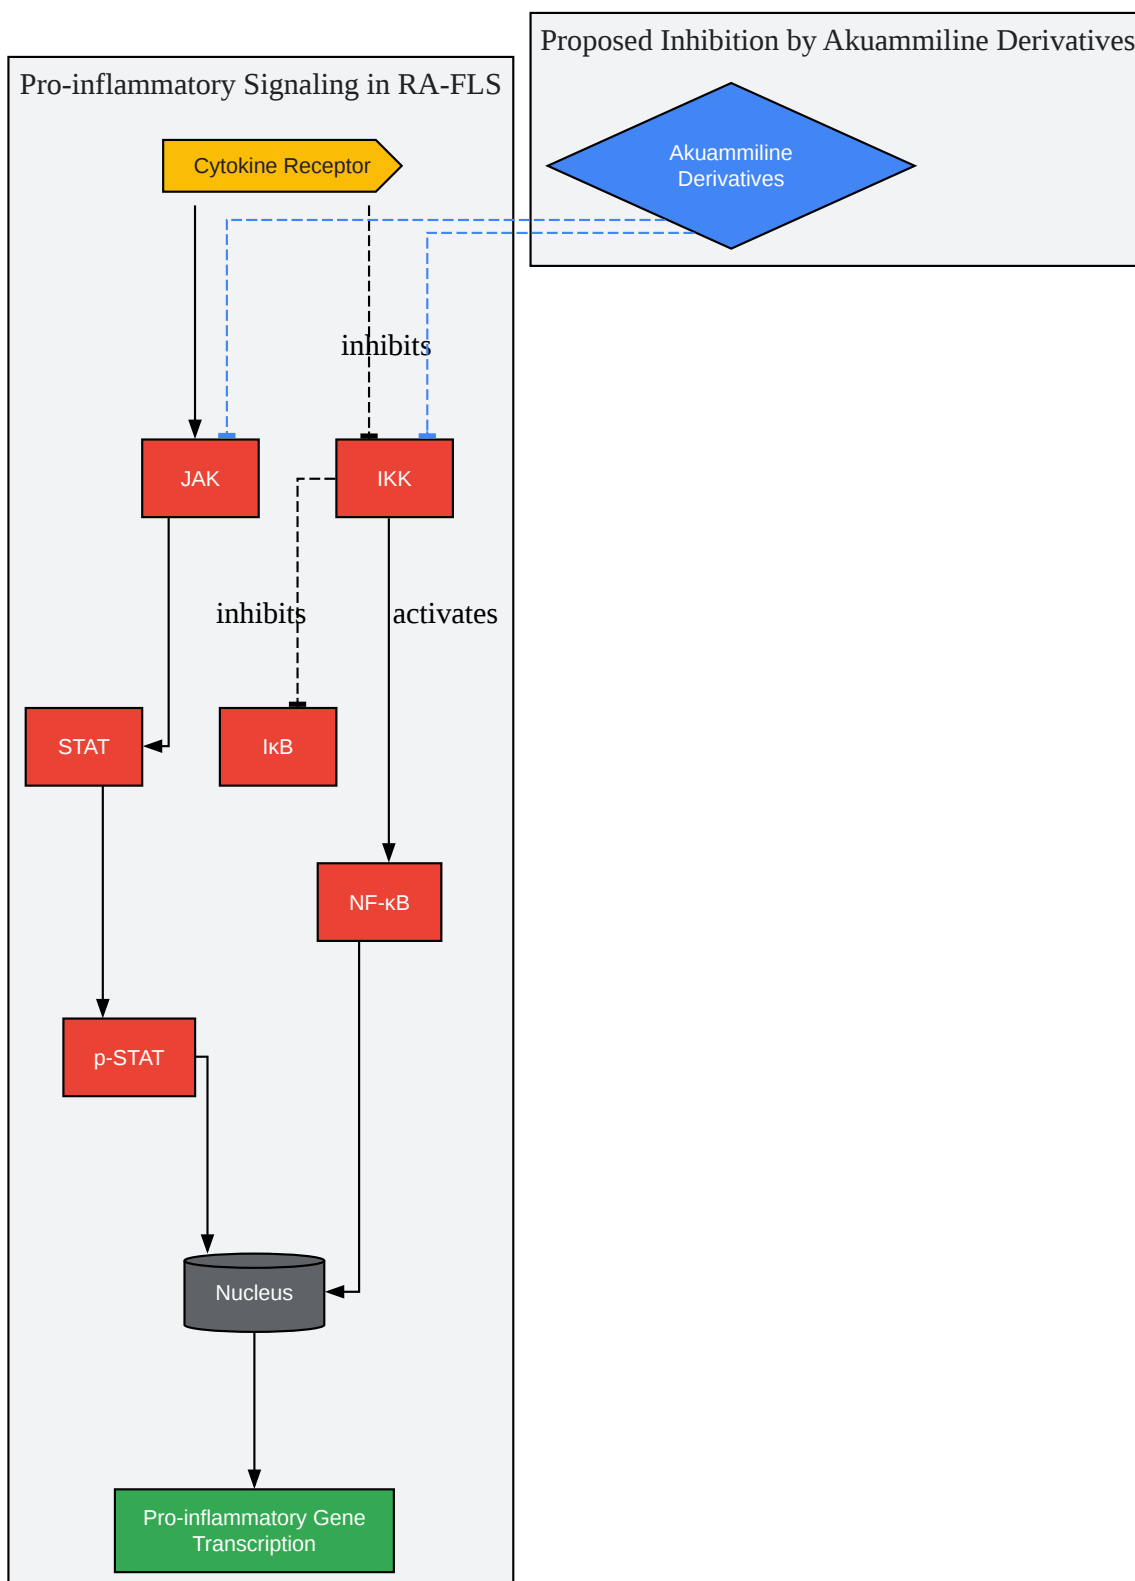 Proposed Inhibition by Akuammiline Derivatives
Pro-inflammatory Signaling in RA-FLS
Cytokine Receptor
Akuammiline
Derivatives
inhibits
JAK
IKK
inhibits
activates
STAT
IκB
NF-κB
p-STAT
Nucleus
Pro-inflammatory Gene
Transcription